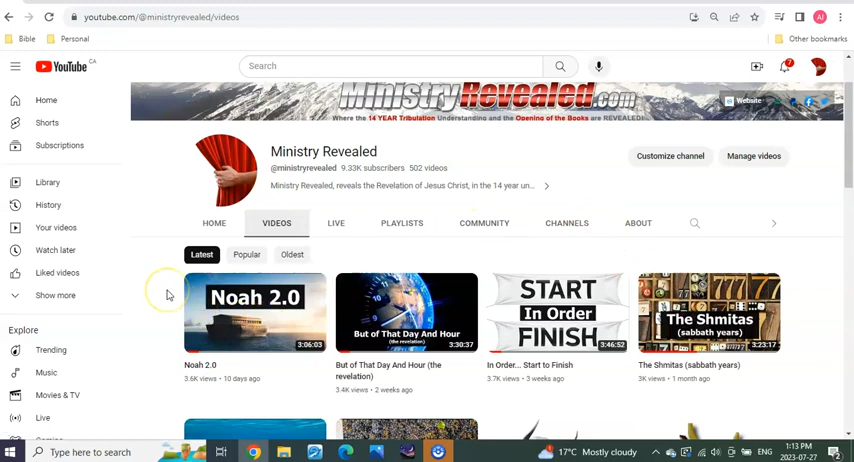 youtube.com/@ministryrevealed/videos
Bible
Personal
Other bookmarks
YouTube CA
Search
7
MinistryRevealed.com
Where the 14 YEAR Tribulation Understanding and the Opening of the Books are REVEALED!
Website
Ministry Revealed
@ministryrevealed 9.33K subscribers 502 videos
Ministry Revealed, reveals the Revelation of Jesus Christ, in the 14 year un...
Customize channel
Manage videos
HOME
VIDEOS
LIVE
PLAYLISTS
COMMUNITY
CHANNELS
ABOUT
Latest
Popular
Oldest
Home
Shorts
Subscriptions
Library
History
Your videos
Watch later
Liked videos
Show more
Explore
Trending
Music
Movies & TV
Live
Noah 2.0
3:06:03
Noah 2.0
3.6K views • 10 days ago
But of That Day And Hour
(the revelation)
3:30:37
But of That Day And Hour (the
revelation)
3.4K views • 2 weeks ago
START
In Order
FINISH
3:46:52
In Order... Start to Finish
3.7K views • 3 weeks ago
The Shmitas
(sabbath years)
3:23:17
The Shmitas (sabbath years)
3K views • 1 month ago
Type here to search
17°C Mostly cloudy
ENG
1:13 PM
2023-07-27
2